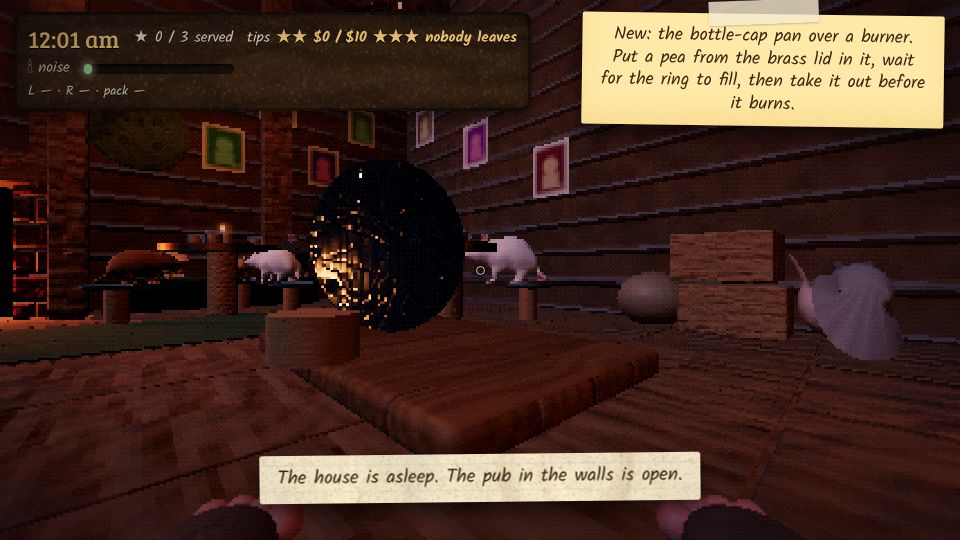 12:01 am ★ 0 / 3 served tips ★★ $0 / $10 ★★★ nobody leaves
noise
L — · R — · pack —
New: the bottle-cap pan over a burner.
Put a pea from the brass lid in it, wait
for the ring to fill, then take it out before
it burns.
The house is asleep. The pub in the walls is open.